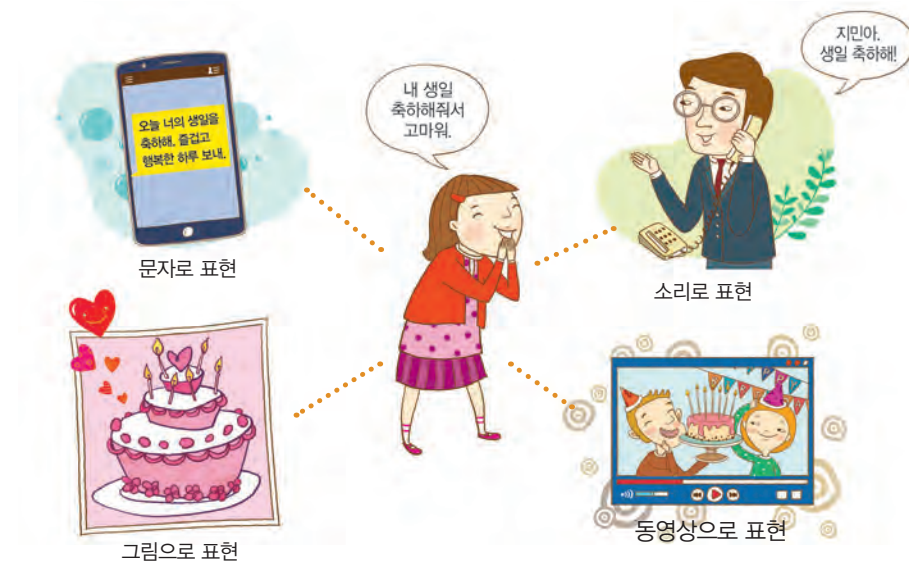 오늘 너의 생일을
축하해. 즐겁고
행복한 하루 보내.
문자로 표현
내 생일
축하해줘서
고마워.
지민아.
생일 축하해!
소리로 표현
그림으로 표현
동영상으로 표현